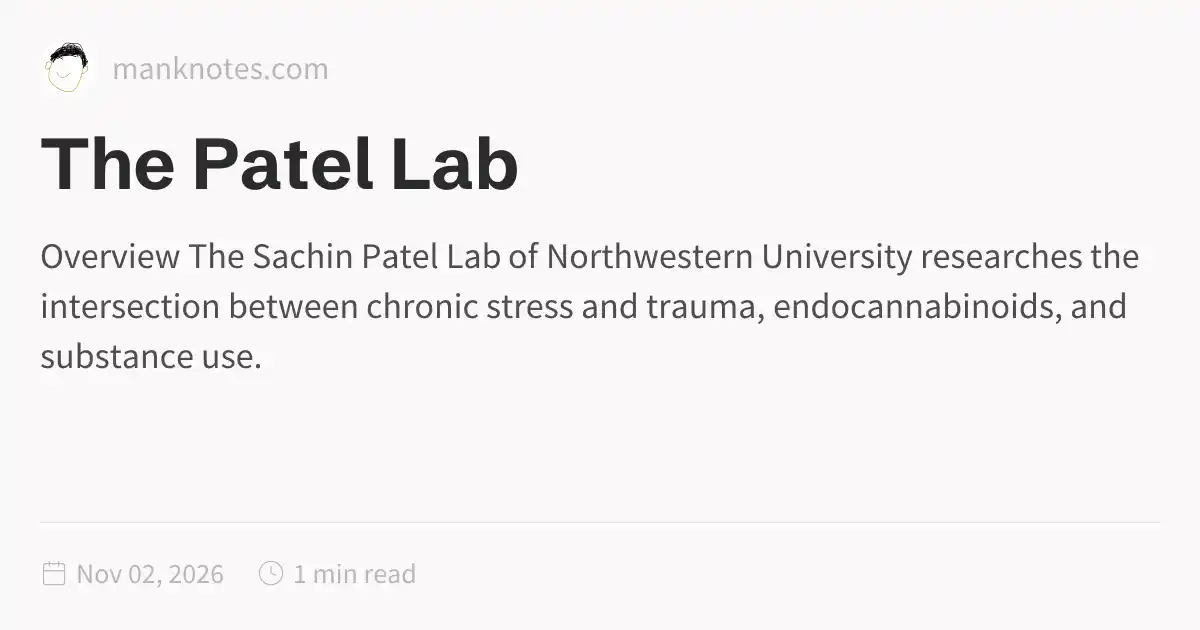 manknotes.com
The Patel Lab
Overview The Sachin Patel Lab of Northwestern University researches the
intersection between chronic stress and trauma, endocannabinoids, and
substance use.
Nov 02, 2026 1 min read